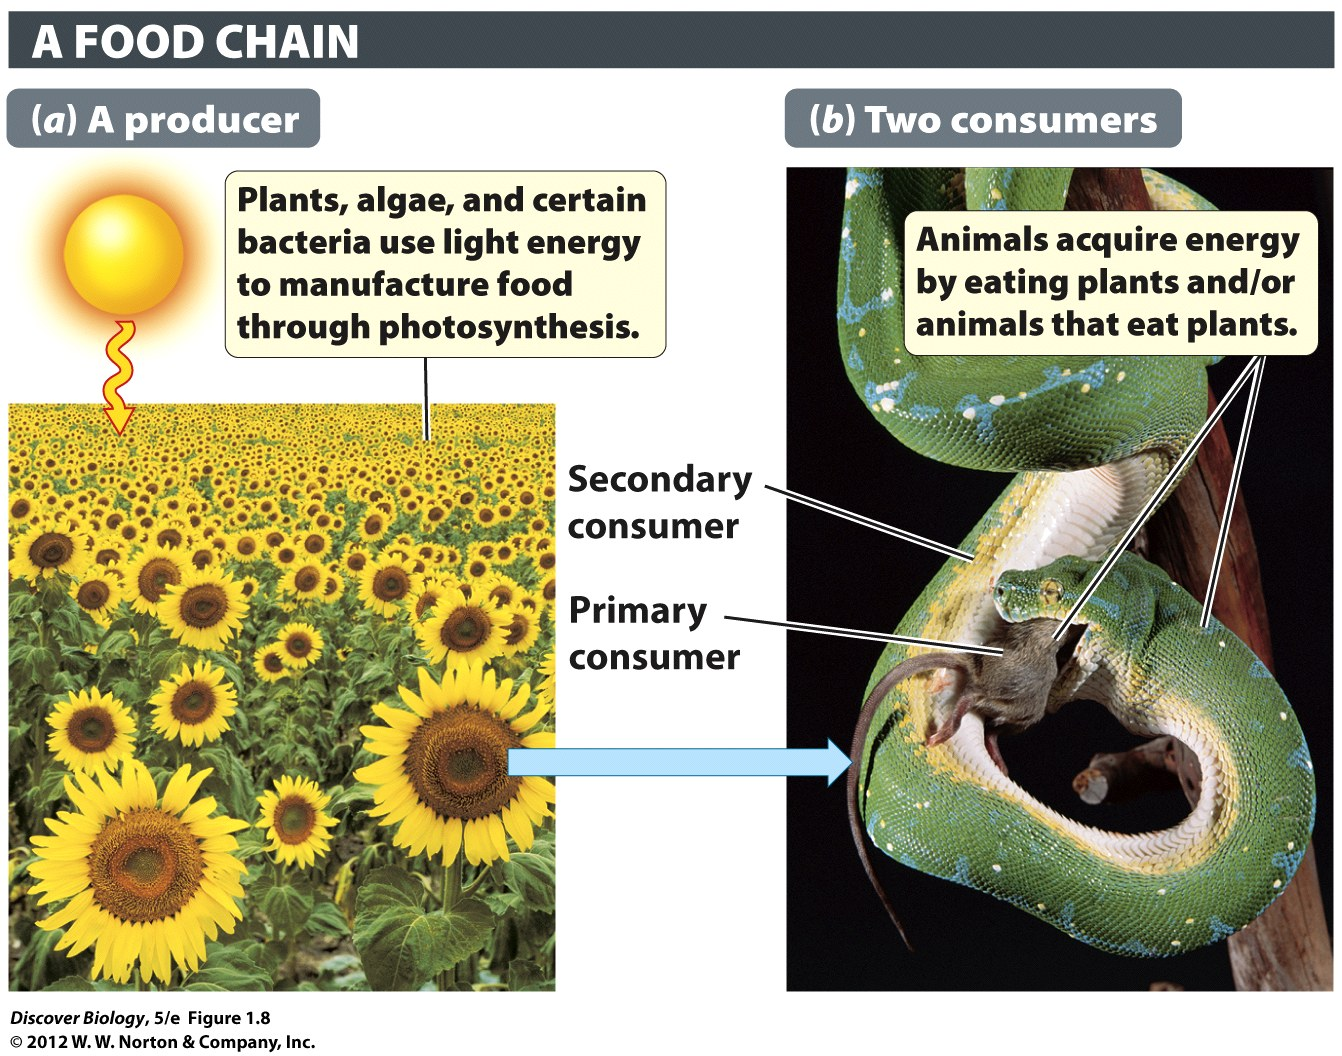 A FOOD CHAIN
(a) A producer
Plants, algae, and certain
bacteria use light energy
to manufacture food
through photosynthesis.
(b) Two consumers
Animals acquire energy
by eating plants and/or
animals that eat plants.
Secondary
consumer
Primary
consumer
Discover Biology, 5/e Figure 1.8
© 2012 W. W. Norton & Company, Inc.